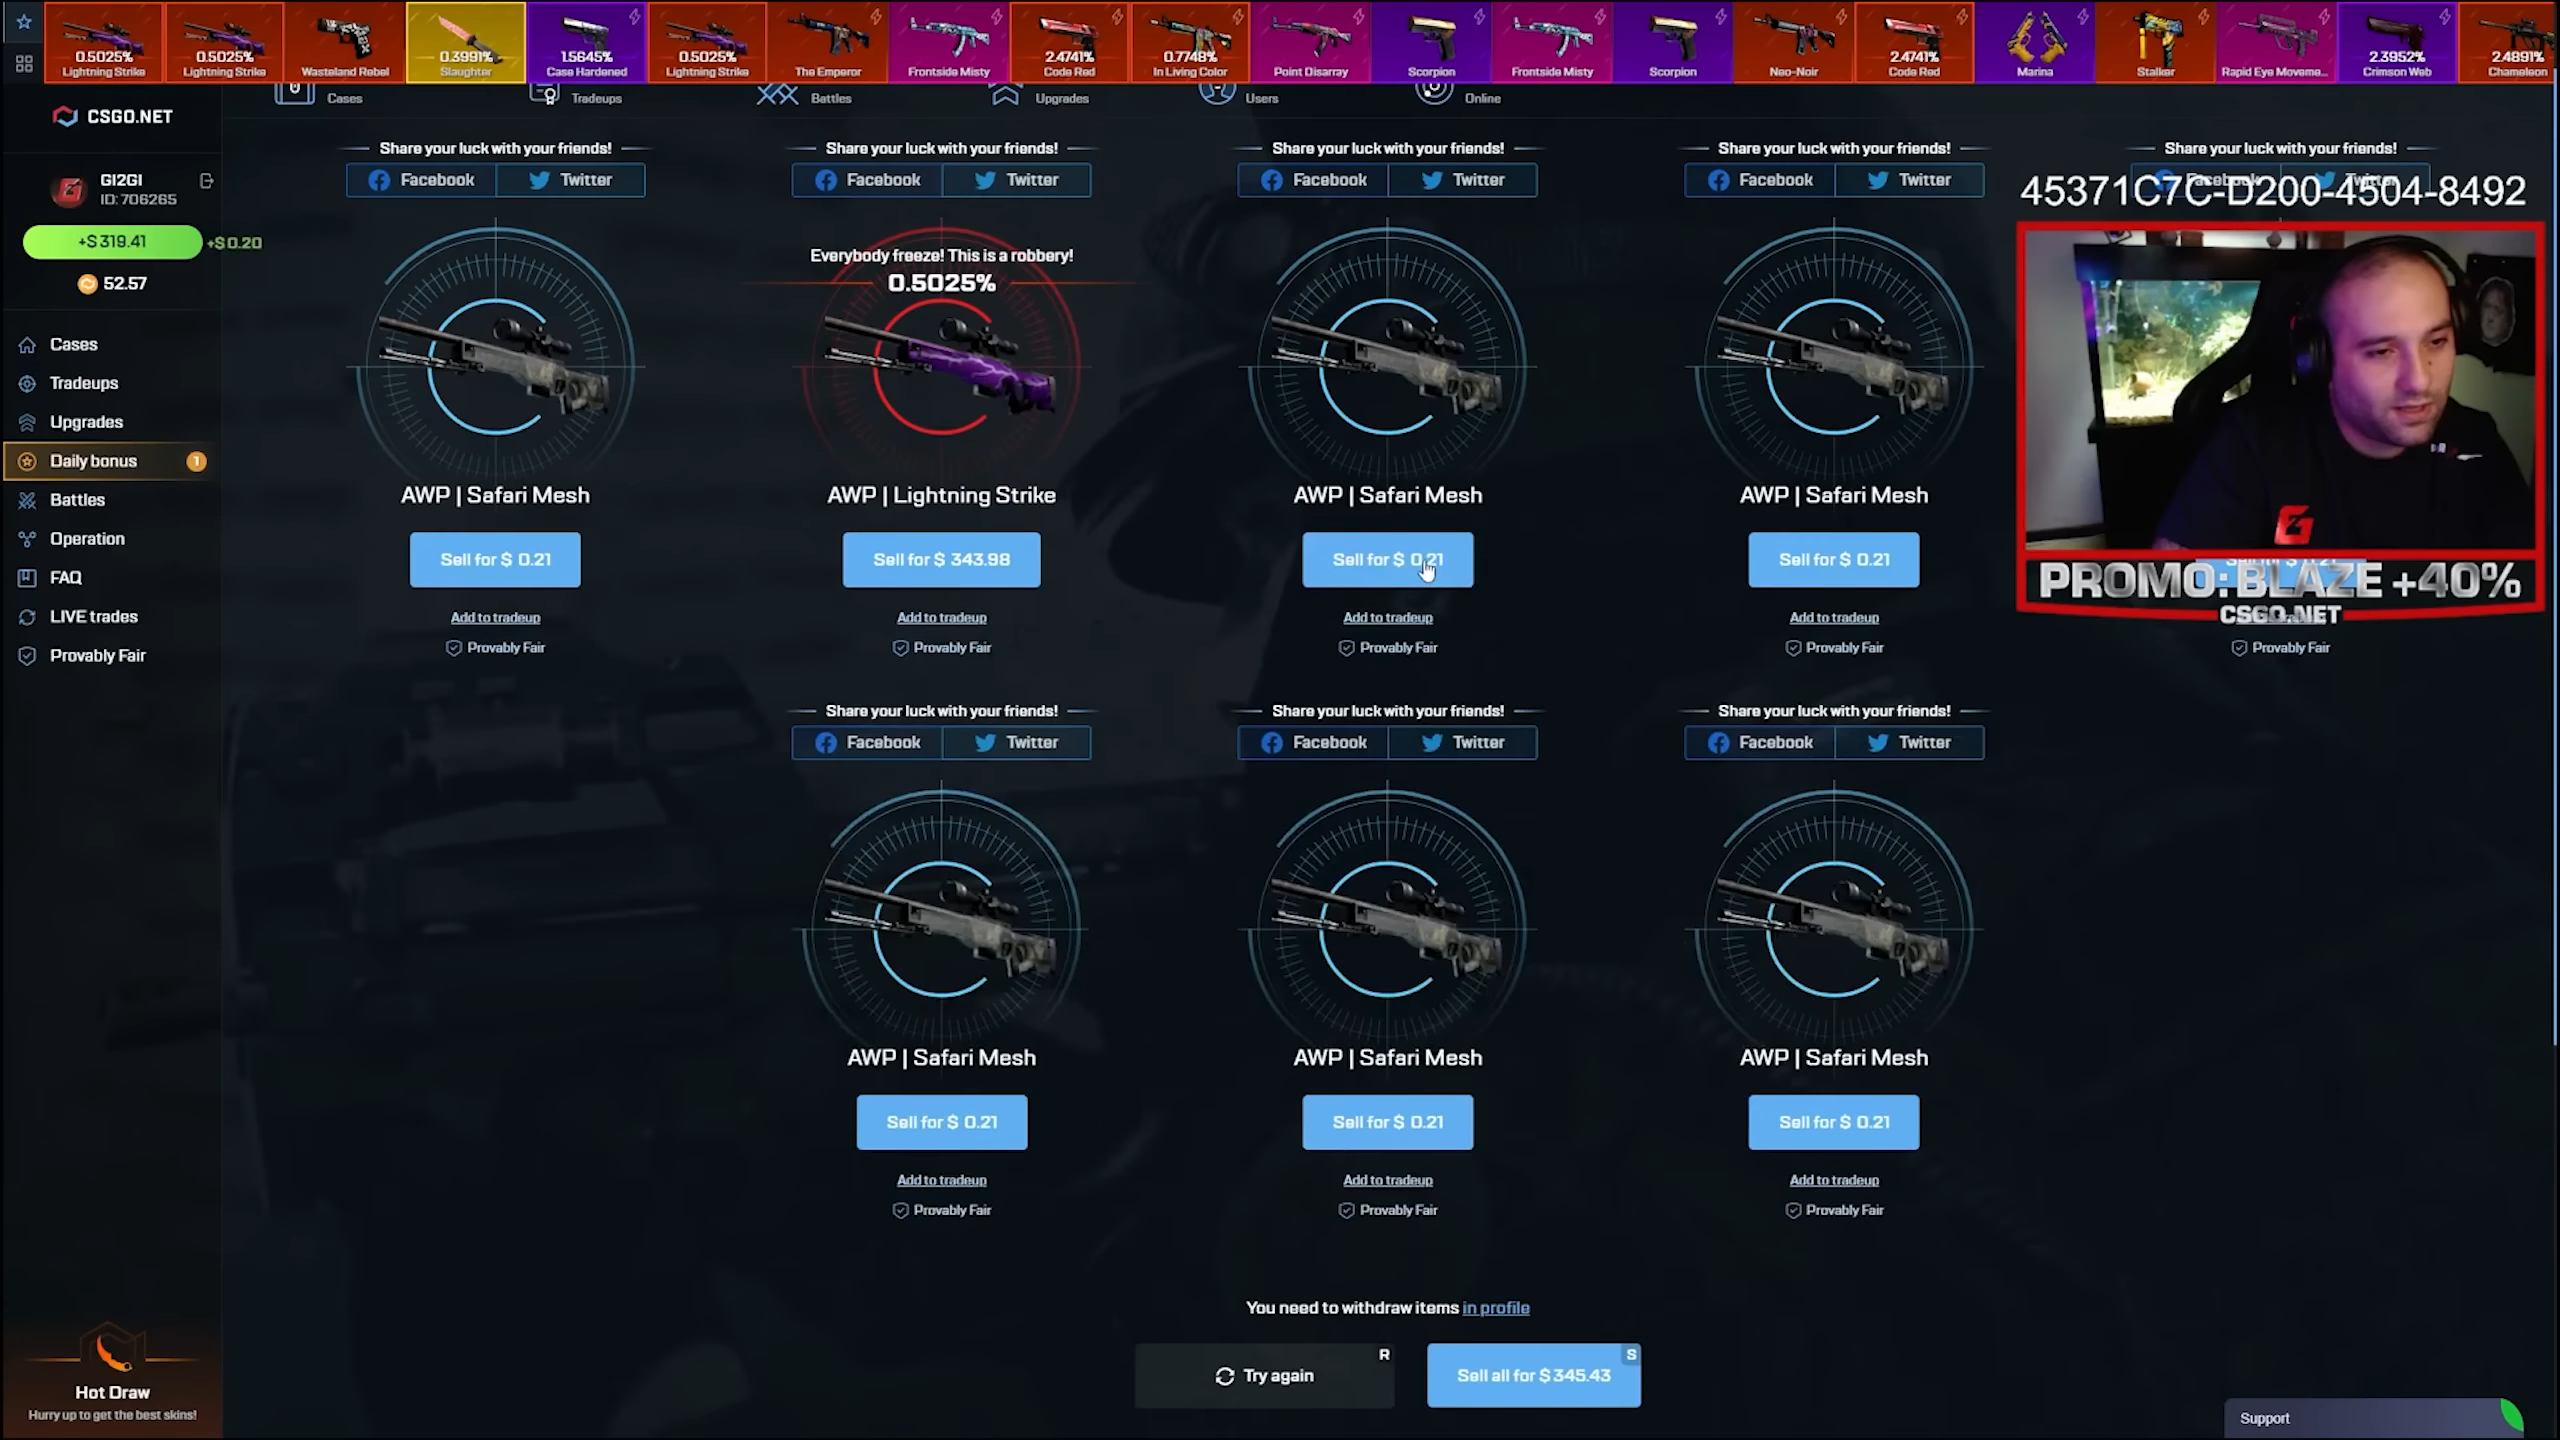 0.5025%
Lightning Strike
0.5025%
Lightning Strike
Wasteland Rebel
0.3991%
Slaughter
1.5645%
Case Hardened
0.5025%
Lightning Strike
The Emperor
Frontside Misty
2.4741%
Code Red
0.7748%
In Living Color
Point Disarray
Scorpion
Frontside Misty
Scorpion
Neo-Noir
2.4741%
Code Red
Marina
Stalker
Rapid Eye Moveme...
2.3952%
Crimson Web
2.4891%
Chameleon
Cases
Tradeups
Battles
Upgrades
Users
Online
CSGO.NET
GI2GI
ID: 706265
+$ 319.41
+$ 0.20
52.57
Cases
Tradeups
Upgrades
Daily bonus
1
Battles
Operation
FAQ
LIVE trades
Provably Fair
Hot Draw
Hurry up to get the best skins!
Share your luck with your friends!
Facebook
Twitter
AWP | Safari Mesh
Sell for $ 0.21
Add to tradeup
Provably Fair
Share your luck with your friends!
Facebook
Twitter
Everybody freeze! This is a robbery!
0.5025%
AWP | Lightning Strike
Sell for $ 343.98
Add to tradeup
Provably Fair
Share your luck with your friends!
Facebook
Twitter
AWP | Safari Mesh
Sell for $ 0.21
Add to tradeup
Provably Fair
Share your luck with your friends!
Facebook
Twitter
AWP | Safari Mesh
Sell for $ 0.21
Add to tradeup
Provably Fair
Share your luck with your friends!
Facebook
Twitter
45371C7C-D200-4504-8492
PROMO: BLAZE +40%
CSGO.NET
Provably Fair
Share your luck with your friends!
Facebook
Twitter
AWP | Safari Mesh
Sell for $ 0.21
Add to tradeup
Provably Fair
Share your luck with your friends!
Facebook
Twitter
AWP | Safari Mesh
Sell for $ 0.21
Add to tradeup
Provably Fair
Share your luck with your friends!
Facebook
Twitter
AWP | Safari Mesh
Sell for $ 0.21
Add to tradeup
Provably Fair
You need to withdraw items in profile
Try again
R
Sell all for $ 345.43
S
Support